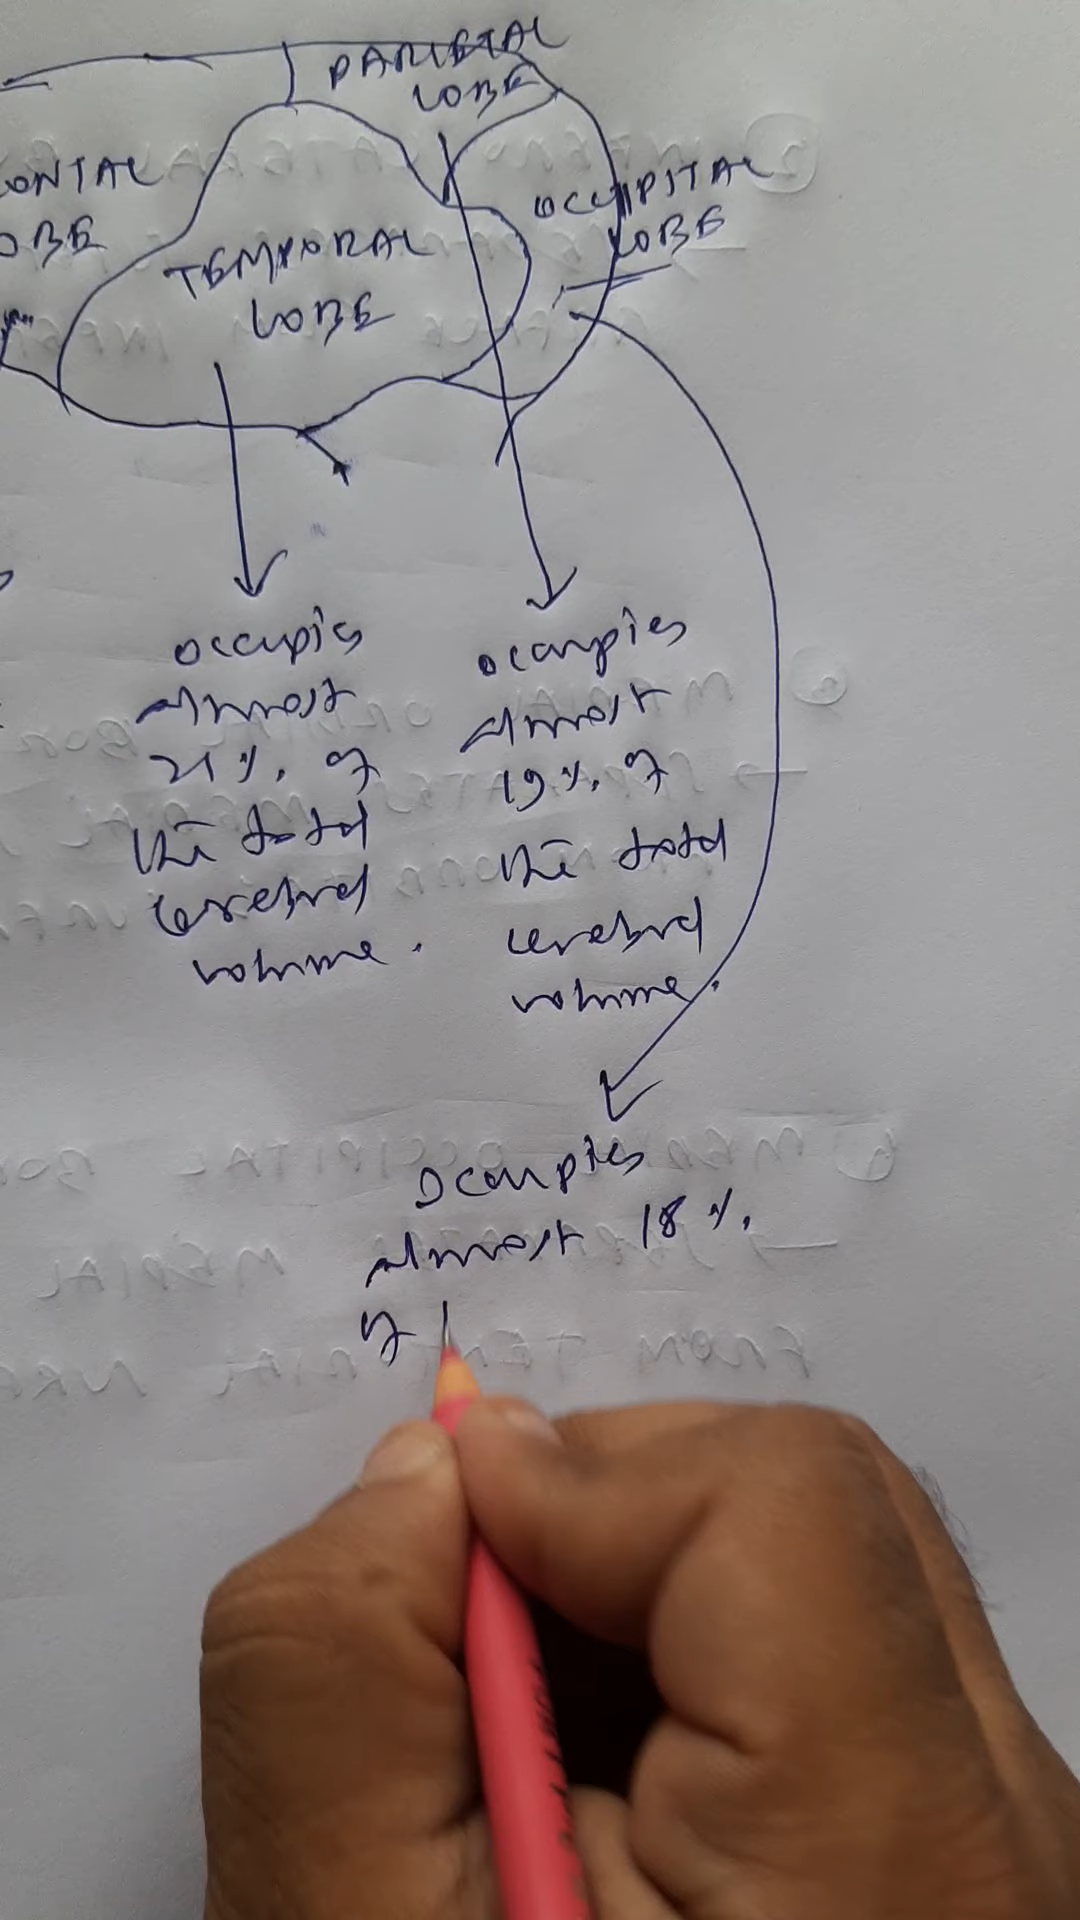 PARIETAL
LOBE
ONTAL
OBE
OCCIPITAL
LOBE
TEMPORAL
LOBE
occupies
almost
21%. of
the total
cerebral
volume.
occupies
almost
19%. of
the total
cerebral
volume.
Occupies
almost 18%.
of